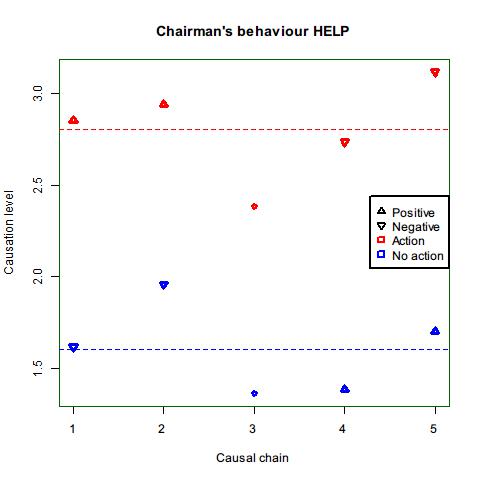 Chairman's behaviour HELP
Causation level
3.0
2.5
2.0
1.5
Positive
Negative
Action
No action
1 2 3 4 5
Causal chain